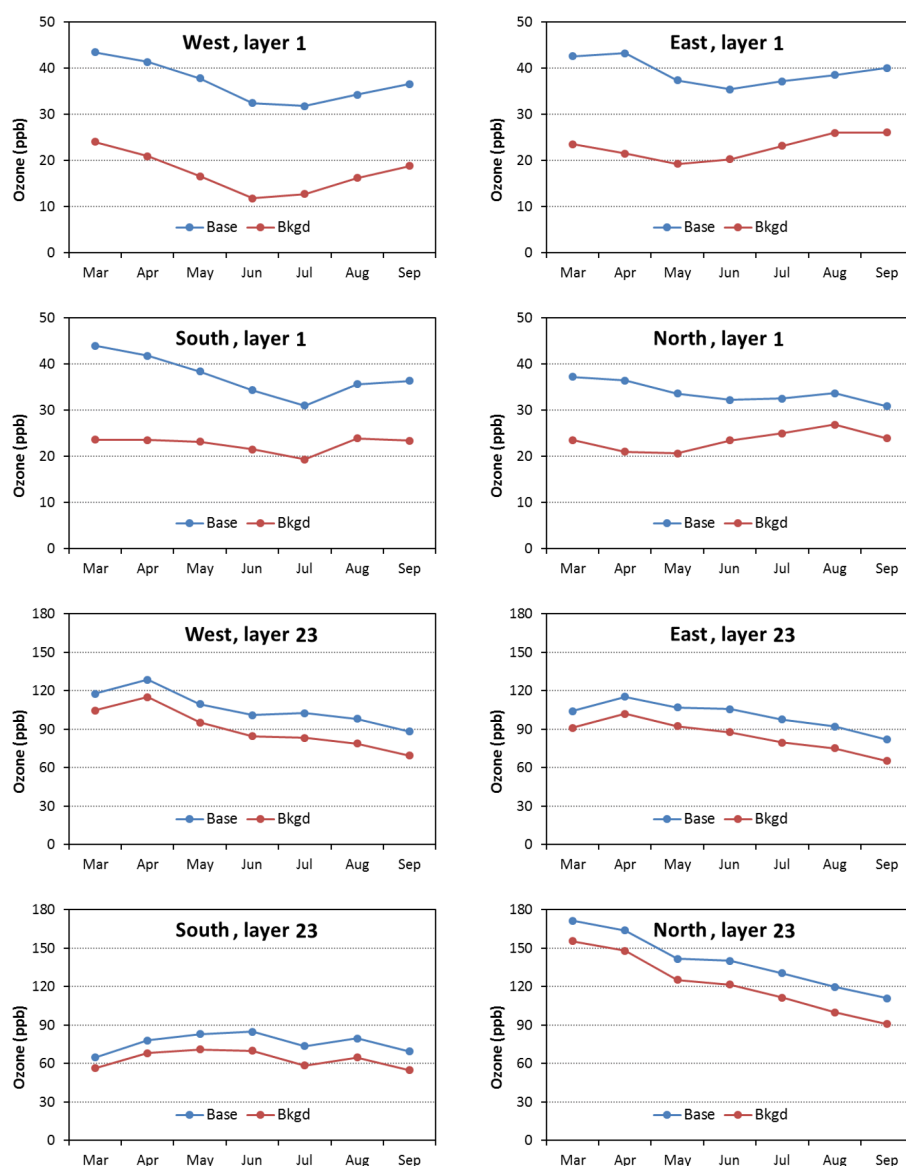 West, layer 1
Ozone (ppb)
50
40
30
20
10
0
Base Bkgd
Mar Apr May Jun Jul Aug Sep
East, layer 1
Ozone (ppb)
50
40
30
20
10
0
Base Bkgd
Mar Apr May Jun Jul Aug Sep
South, layer 1
Ozone (ppb)
50
40
30
20
10
0
Base Bkgd
Mar Apr May Jun Jul Aug Sep
North, layer 1
Ozone (ppb)
50
40
30
20
10
0
Base Bkgd
Mar Apr May Jun Jul Aug Sep
West, layer 23
Ozone (ppb)
180
150
120
90
60
30
0
Base Bkgd
Mar Apr May Jun Jul Aug Sep
East, layer 23
Ozone (ppb)
180
150
120
90
60
30
0
Base Bkgd
Mar Apr May Jun Jul Aug Sep
South, layer 23
Ozone (ppb)
180
150
120
90
60
30
0
Base Bkgd
Mar Apr May Jun Jul Aug Sep
North, layer 23
Ozone (ppb)
180
150
120
90
60
30
0
Base Bkgd
Mar Apr May Jun Jul Aug Sep